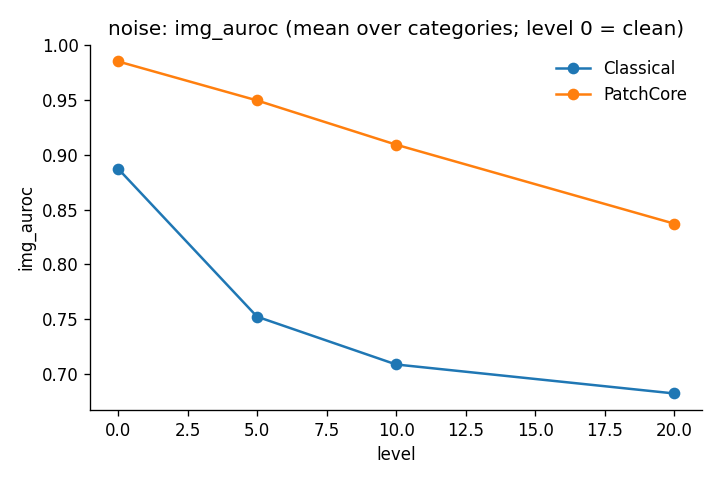 noise: img_auroc (mean over categories; level 0 = clean)
Classical
PatchCore
img_auroc
1.00
0.95
0.90
0.85
0.80
0.75
0.70
0.0 2.5 5.0 7.5 10.0 12.5 15.0 17.5 20.0
level